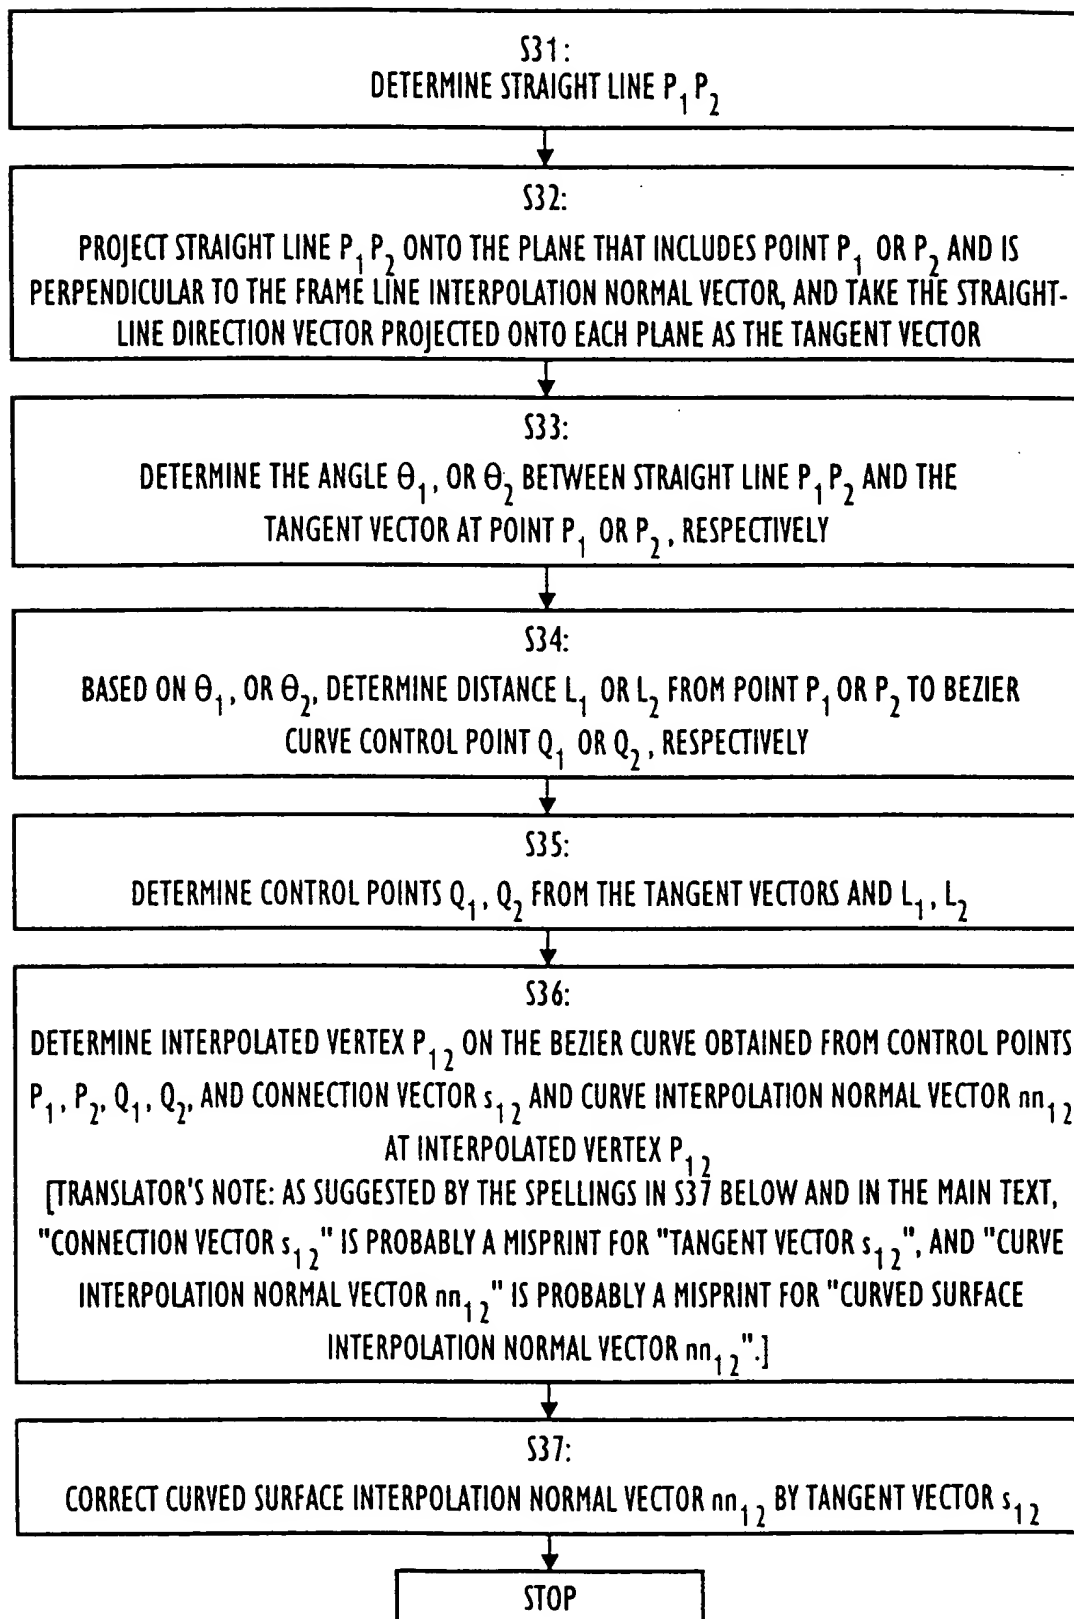 S31:
DETERMINE STRAIGHT LINE P₁P₂
S32:
PROJECT STRAIGHT LINE P₁P₂ ONTO THE PLANE THAT INCLUDES POINT P₁ OR P₂ AND IS
PERPENDICULAR TO THE FRAME LINE INTERPOLATION NORMAL VECTOR, AND TAKE THE STRAIGHT-
LINE DIRECTION VECTOR PROJECTED ONTO EACH PLANE AS THE TANGENT VECTOR
S33:
DETERMINE THE ANGLE Θ₁, OR Θ₂ BETWEEN STRAIGHT LINE P₁P₂ AND THE
TANGENT VECTOR AT POINT P₁ OR P₂, RESPECTIVELY
S34:
BASED ON Θ₁, OR Θ₂, DETERMINE DISTANCE L₁ OR L₂ FROM POINT P₁ OR P₂ TO BEZIER
CURVE CONTROL POINT Q₁ OR Q₂, RESPECTIVELY
S35:
DETERMINE CONTROL POINTS Q₁, Q₂ FROM THE TANGENT VECTORS AND L₁, L₂
S36:
DETERMINE INTERPOLATED VERTEX P₁₂ ON THE BEZIER CURVE OBTAINED FROM CONTROL POINTS
P₁, P₂, Q₁, Q₂, AND CONNECTION VECTOR s₁₂ AND CURVE INTERPOLATION NORMAL VECTOR nn₁₂
AT INTERPOLATED VERTEX P₁₂
[TRANSLATOR'S NOTE: AS SUGGESTED BY THE SPELLINGS IN S37 BELOW AND IN THE MAIN TEXT,
"CONNECTION VECTOR s₁₂" IS PROBABLY A MISPRINT FOR "TANGENT VECTOR s₁₂", AND "CURVE
INTERPOLATION NORMAL VECTOR nn₁₂" IS PROBABLY A MISPRINT FOR "CURVED SURFACE
INTERPOLATION NORMAL VECTOR nn₁₂".]
S37:
CORRECT CURVED SURFACE INTERPOLATION NORMAL VECTOR nn₁₂ BY TANGENT VECTOR s₁₂
STOP